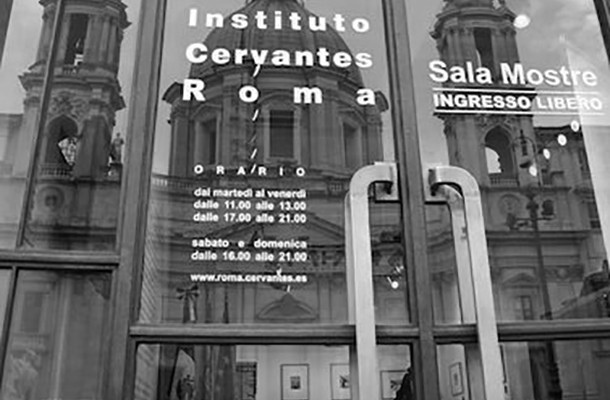 Instituto
Cervantes
Roma
ORARIO
dal martedì al venerdì
dalle 11.00 alle 13.00
dalle 17.00 alle 21.00
sabato e domenica
dalle 16.00 alle 21.00
www.roma.cervantes.es
Sala Mostre
INGRESSO LIBERO